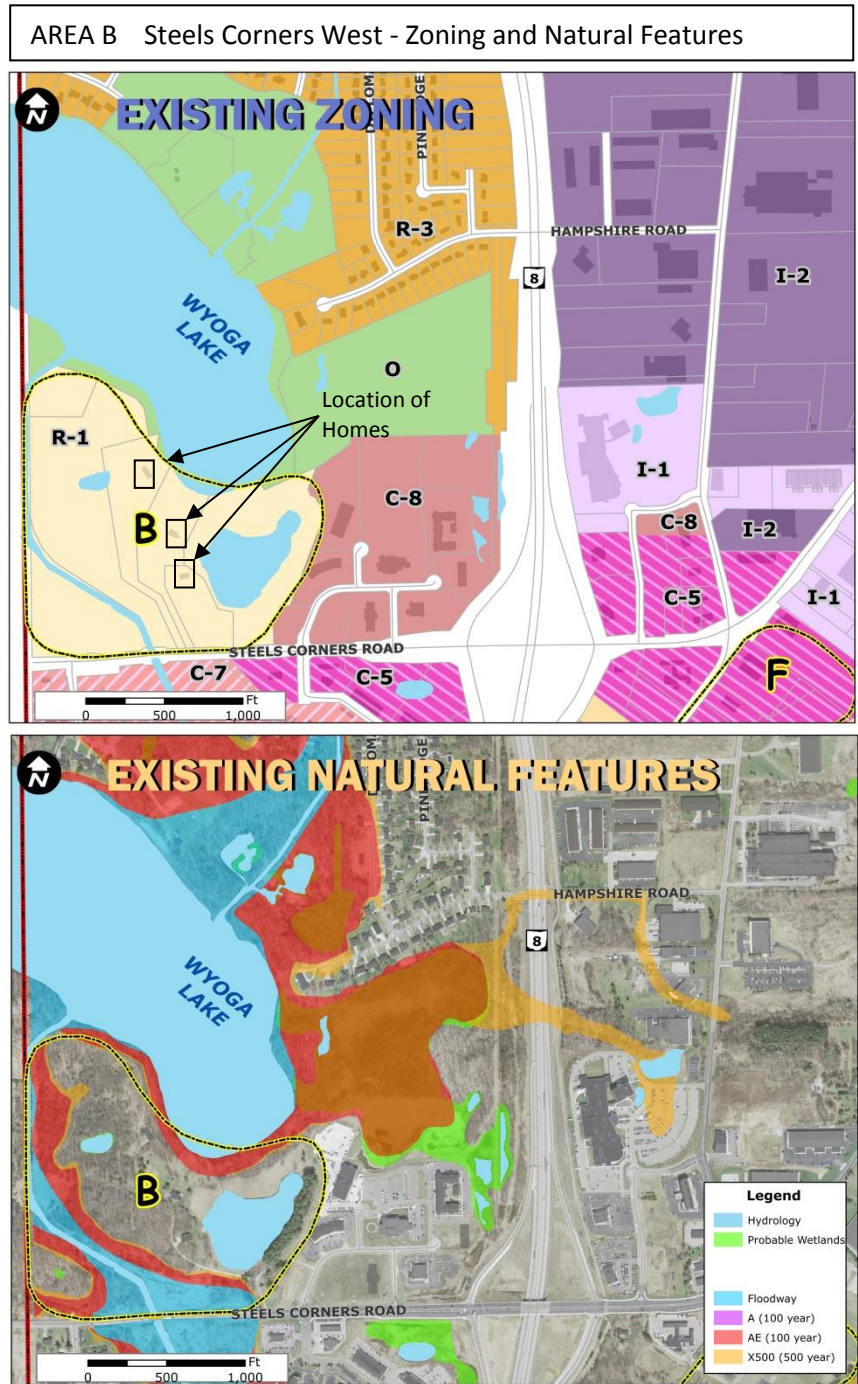 AREA B    Steels Corners West - Zoning and Natural Features
N
EXISTING ZONING
PINE
R-3
HAMPSHIRE ROAD
8
I-2
WYOGA
LAKE
O
Location of
Homes
R-1
I-1
C-8
C-8
I-2
B
C-5
I-1
STEELS CORNERS ROAD
C-7
C-5
F
Ft
0 500 1,000
N
EXISTING NATURAL FEATURES
HAMPSHIRE ROAD
8
WYOGA
LAKE
B
Legend
Hydrology
Probable Wetlands
Floodway
A (100 year)
AE (100 year)
X500 (500 year)
STEELS CORNERS ROAD
Ft
0 500 1,000